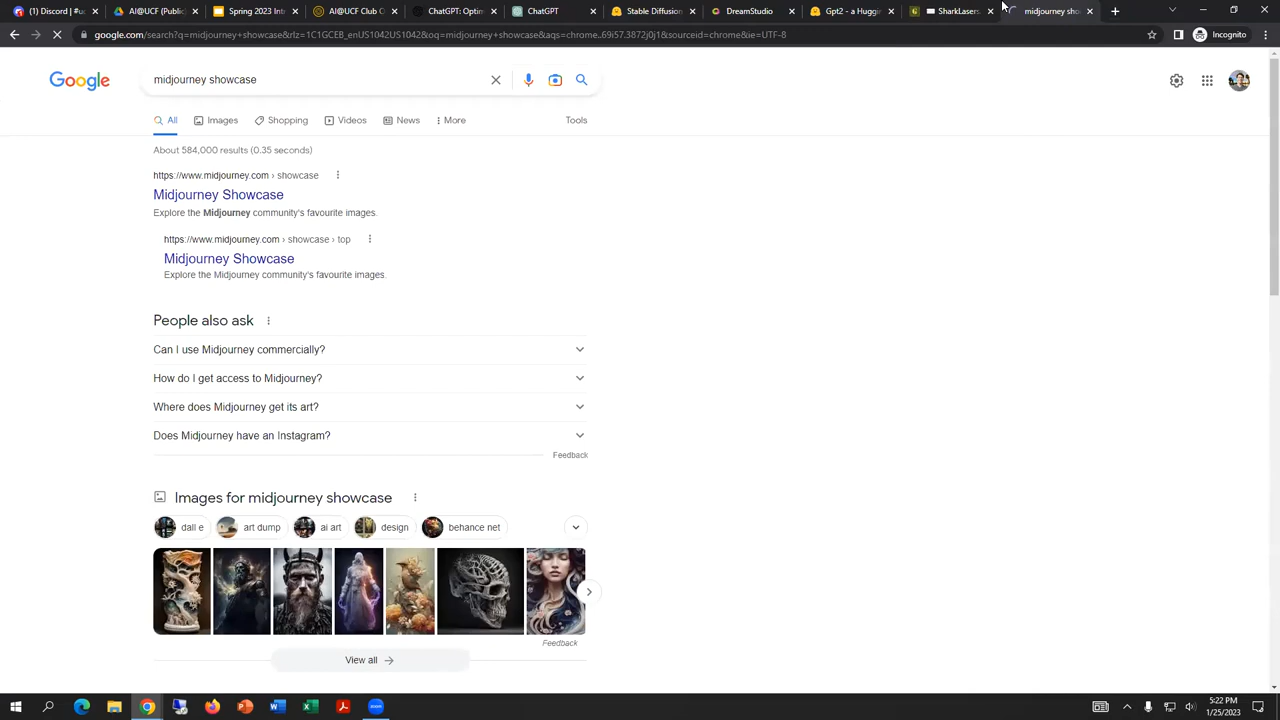 Discord | #ai
AI@UCF (Public)
Spring 2023 Intr
AI@UCF Club C
ChatGPT: Optim
ChatGPT
Stable Diffusion
DreamStudio
Gpt2 - a Huggi
SharkLasers
midjourney sho
google.com/search?q=midjourney+showcase&rlz=1C1GCEB_enUS1042US1042&oq=midjourney+showcase&aqs=chrome..69i57.3872j0j1&sourceid=chrome&ie=UTF-8
Incognito
Google
midjourney showcase
All Images Shopping Videos News More Tools
About 584,000 results (0.35 seconds)
https://www.midjourney.com › showcase
Midjourney Showcase
Explore the Midjourney community's favourite images.
https://www.midjourney.com › showcase › top
Midjourney Showcase
Explore the Midjourney community's favourite images.
People also ask
Can I use Midjourney commercially?
How do I get access to Midjourney?
Where does Midjourney get its art?
Does Midjourney have an Instagram?
Feedback
Images for midjourney showcase
dall e art dump ai art design behance net
Feedback
View all
5:22 PM
1/25/2023